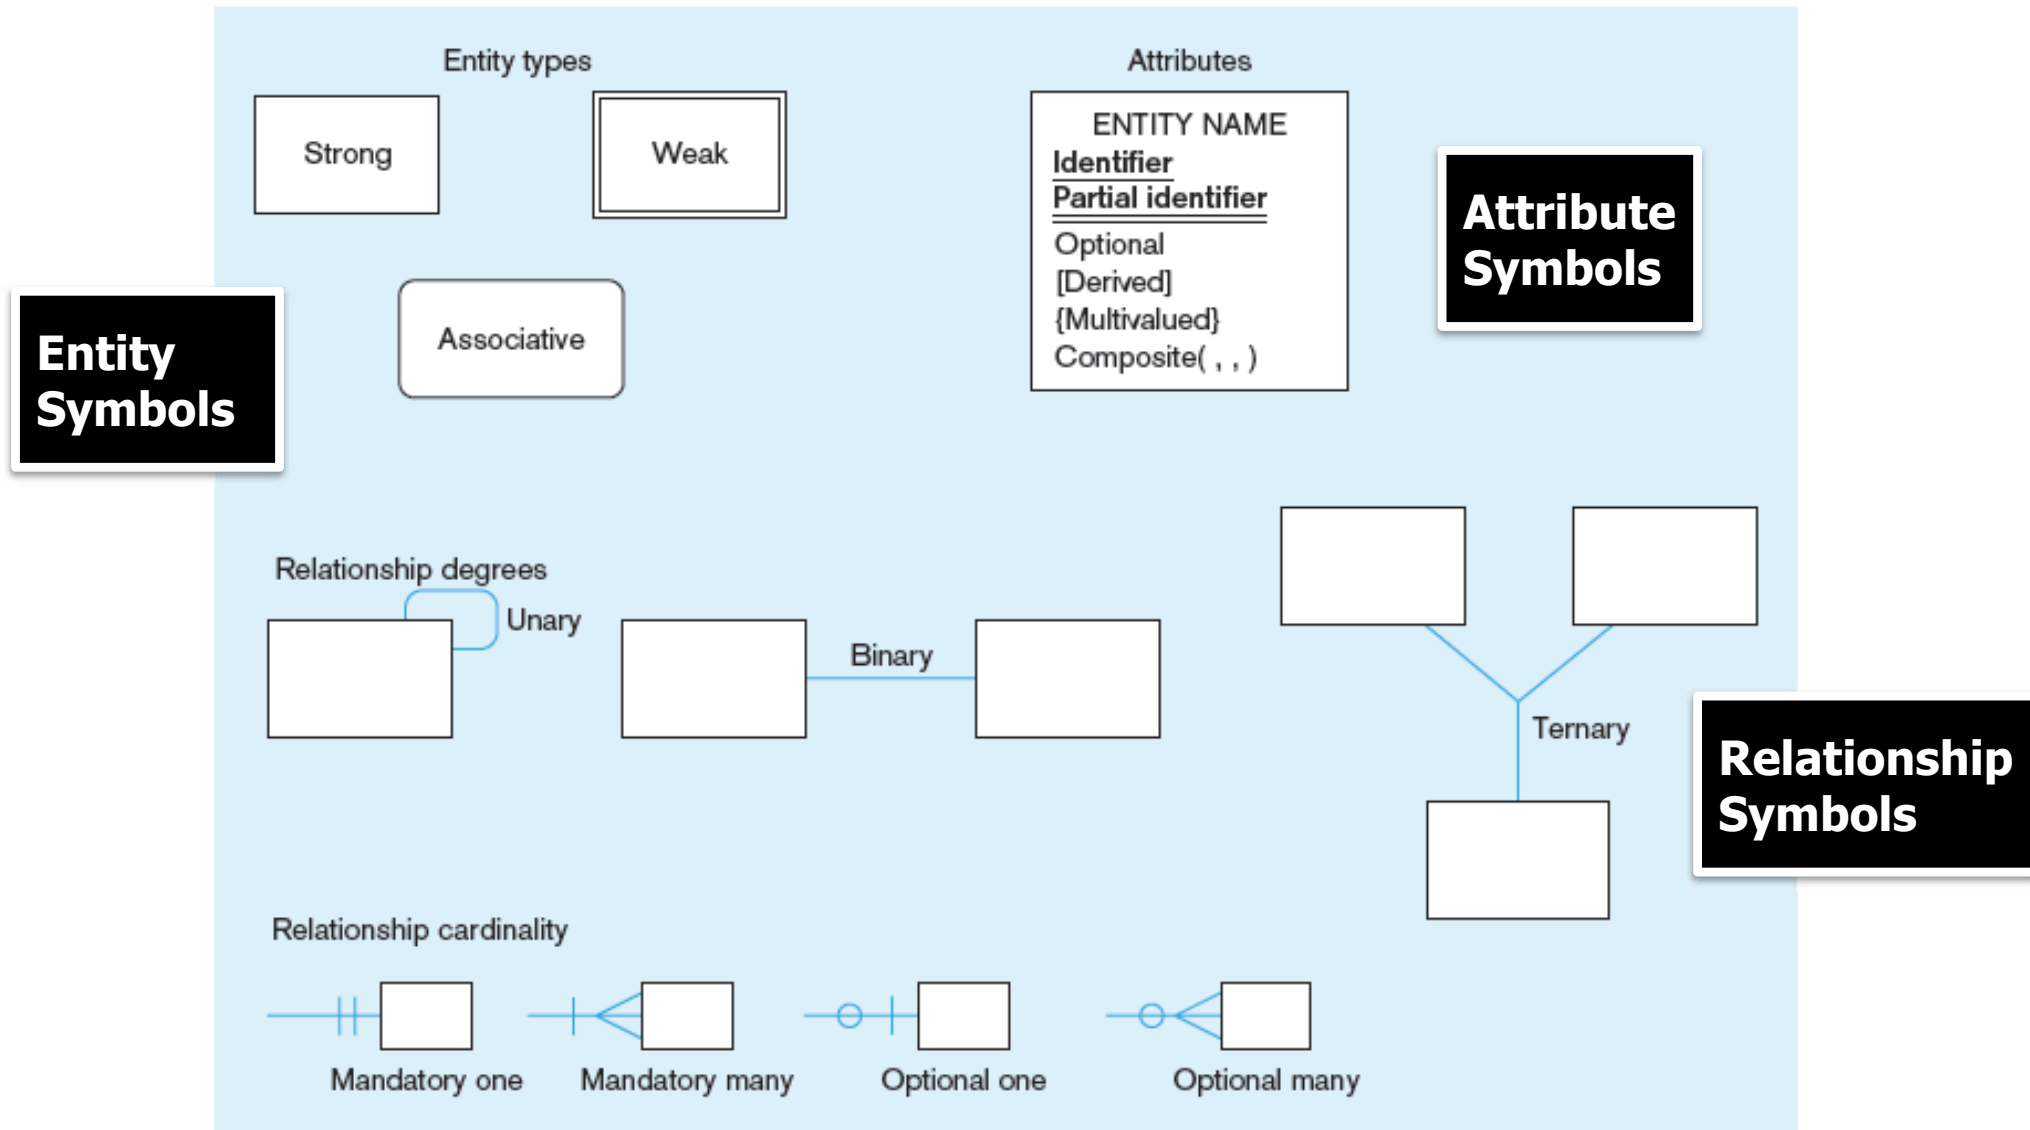 Entity types
Strong
Weak
Associative
Entity
Symbols
Attributes
ENTITY NAME
Identifier
Partial identifier
Optional
[Derived]
{Multivalued}
Composite( , , )
Attribute
Symbols
Relationship degrees
Unary
Binary
Ternary
Relationship
Symbols
Relationship cardinality
Mandatory one
Mandatory many
Optional one
Optional many